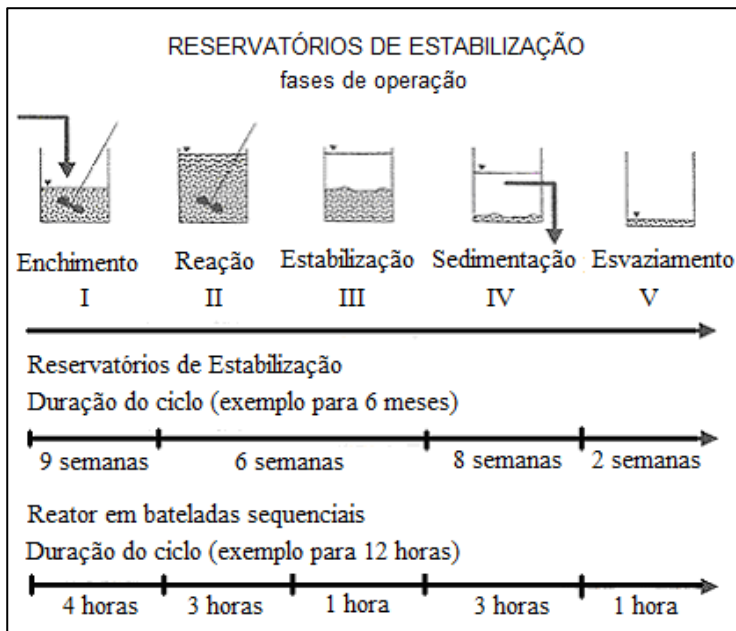 RESERVATÓRIOS DE ESTABILIZAÇÃO
fases de operação
Enchimento Reação Estabilização Sedimentação Esvaziamento
I II III IV V
Reservatórios de Estabilização
Duração do ciclo (exemplo para 6 meses)
9 semanas 6 semanas 8 semanas 2 semanas
Reator em bateladas sequenciais
Duração do ciclo (exemplo para 12 horas)
4 horas 3 horas 1 hora 3 horas 1 hora